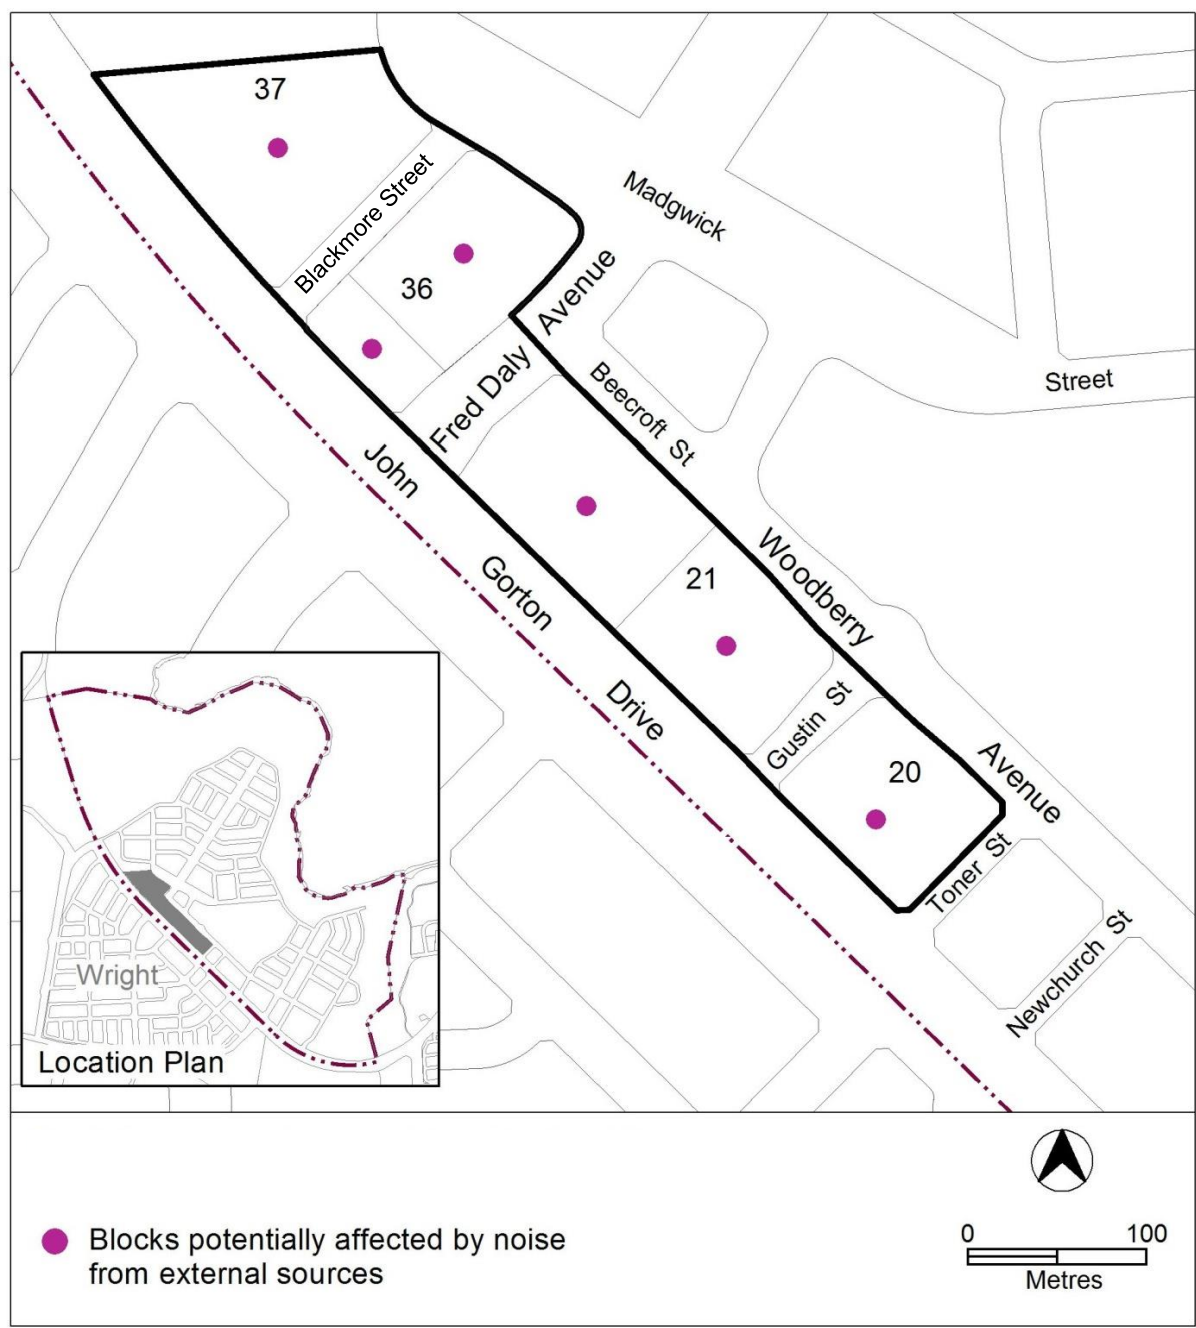 37
Blackmore Street
Madgwick
36
Fred Daly Avenue
Street
Beecroft St
John Gorton Drive
21
Woodberry Avenue
Gustin St
20
Toner St
Newchurch St
Wright
Location Plan
Blocks potentially affected by noise
from external sources
0 100
Metres